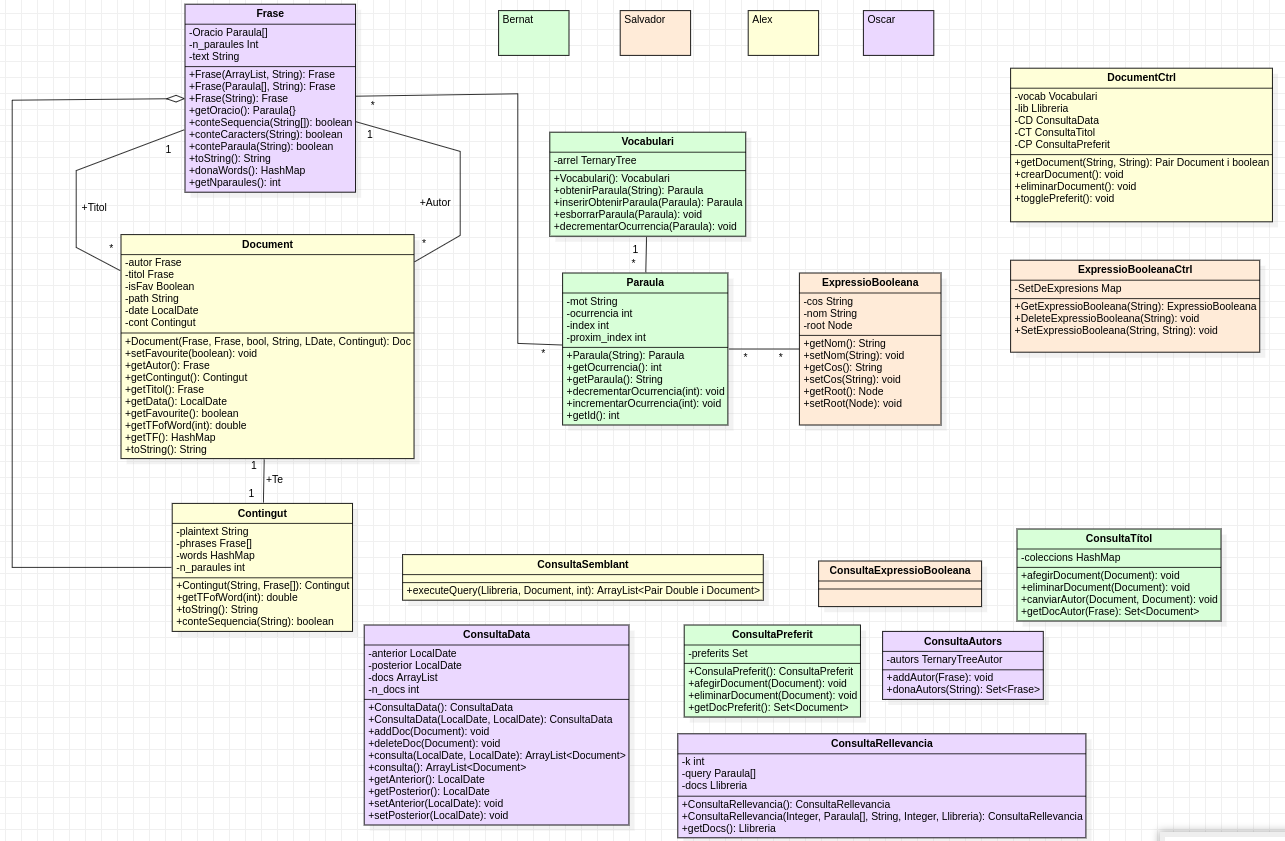 Frase
-Oracio Paraula[]
-n_paraules Int
-text String
+Frase(ArrayList, String): Frase
+Frase(Paraula[], String): Frase
+Frase(String): Frase
+getOracio(): Paraula{}
+conteSequencia(String[]): boolean
+conteCaracters(String): boolean
+conteParaula(String): boolean
+toString(): String
+donaWords(): HashMap
+getNparaules(): int
Bernat
Salvador
Alex
Oscar
DocumentCtrl
-vocab Vocabulari
-lib Llibreria
-CD ConsultaData
-CT ConsultaTitol
-CP ConsultaPreferit
+getDocument(String, String): Pair Document i boolean
+crearDocument(): void
+eliminarDocument(): void
+togglePreferit(): void
*
1
1
+Titol
+Autor
*
*
Vocabulari
-arrel TernaryTree
+Vocabulari(): Vocabulari
+obtenirParaula(String): Paraula
+inserirObtenirParaula(Paraula): Paraula
+esborrarParaula(Paraula): void
+decrementarOcurrencia(Paraula): void
1
*
Document
-autor Frase
-titol Frase
-isFav Boolean
-path String
-date LocalDate
-cont Contingut
+Document(Frase, Frase, bool, String, LDate, Contingut): Doc
+setFavourite(boolean): void
+getAutor(): Frase
+getContingut(): Contingut
+getTitol(): Frase
+getData(): LocalDate
+getFavourite(): boolean
+getTFofWord(int): double
+getTF(): HashMap
+toString(): String
Paraula
-mot String
-ocurrencia int
-index int
-proxim_index int
+Paraula(String): Paraula
+getOcurrencia(): int
+getParaula(): String
+decrementarOcurrencia(int): void
+incrementarOcurrencia(int): void
+getId(): int
*
*
*
ExpressioBooleana
-cos String
-nom String
-root Node
+getNom(): String
+setNom(String): void
+getCos(): String
+setCos(String): void
+getRoot(): Node
+setRoot(Node): void
ExpressioBooleanaCtrl
-SetDeExpresions Map
+GetExpressioBooleana(String): ExpressioBooleana
+DeleteExpressioBooleana(String): void
+SetExpressioBooleana(String, String): void
1
+Te
1
Contingut
-plaintext String
-phrases Frase[]
-words HashMap
-n_paraules int
+Contingut(String, Frase[]): Contingut
+getTFofWord(int): double
+toString(): String
+conteSequencia(String): boolean
ConsultaSemblant
+executeQuery(Llibreria, Document, int): ArrayList<Pair Double i Document>
ConsultaExpressioBooleana
ConsultaTítol
-coleccions HashMap
+afegirDocument(Document): void
+eliminarDocument(Document): void
+canviarAutor(Document, Document): void
+getDocAutor(Frase): Set<Document>
ConsultaData
-anterior LocalDate
-posterior LocalDate
-docs ArrayList
-n_docs int
+ConsultaData(): ConsultaData
+ConsultaData(LocalDate, LocalDate): ConsultaData
+addDoc(Document): void
+deleteDoc(Document): void
+consulta(LocalDate, LocalDate): ArrayList<Document>
+consulta(): ArrayList<Document>
+getAnterior(): LocalDate
+getPosterior(): LocalDate
+setAnterior(LocalDate): void
+setPosterior(LocalDate): void
ConsultaPreferit
-preferits Set
+ConsulaPreferit(): ConsultaPreferit
+afegirDocument(Document): void
+eliminarDocument(Document): void
+getDocPreferit(): Set<Document>
ConsultaAutors
-autors TernaryTreeAutor
+addAutor(Frase): void
+donaAutors(String): Set<Frase>
ConsultaRellevancia
-k int
-query Paraula[]
-docs Llibreria
+ConsultaRellevancia(): ConsultaRellevancia
+ConsultaRellevancia(Integer, Paraula[], String, Integer, Llibreria): ConsultaRellevancia
+getDocs(): Llibreria